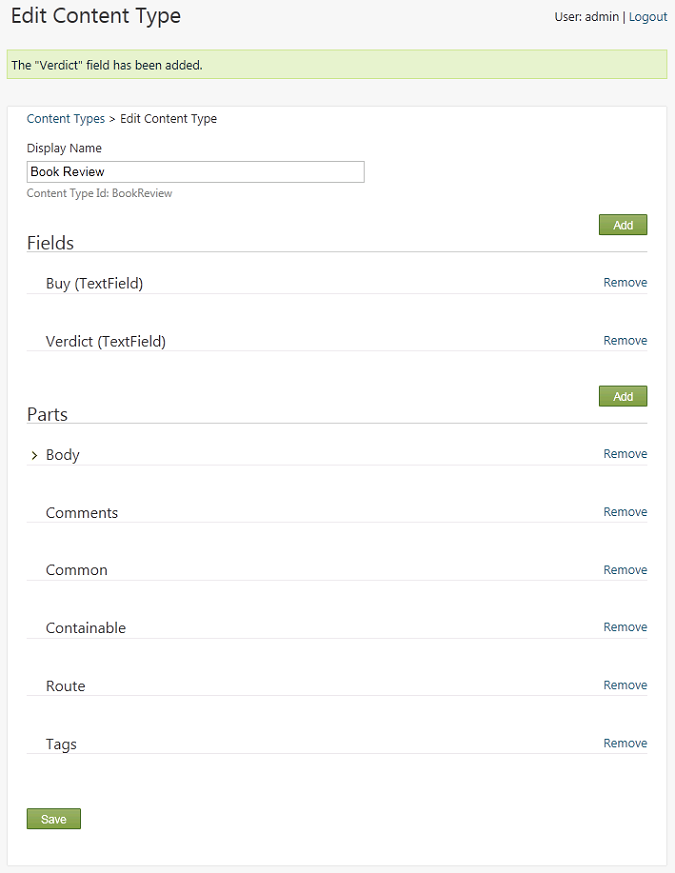 Edit Content Type
User: admin | Logout
The "Verdict" field has been added.
Content Types > Edit Content Type
Display Name
Book Review
Content Type Id: BookReview
Add
Fields
Buy (TextField) Remove
Verdict (TextField) Remove
Add
Parts
Body Remove
Comments Remove
Common Remove
Containable Remove
Route Remove
Tags Remove
Save